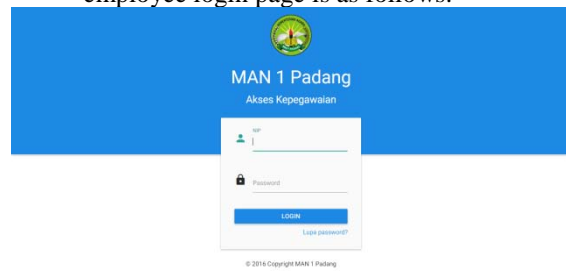 employee login page is as follows:
MAN 1 Padang
Akses Kepegawaian
NIP
Password
LOGIN
Lupa password?
© 2016 Copyright MAN 1 Padang